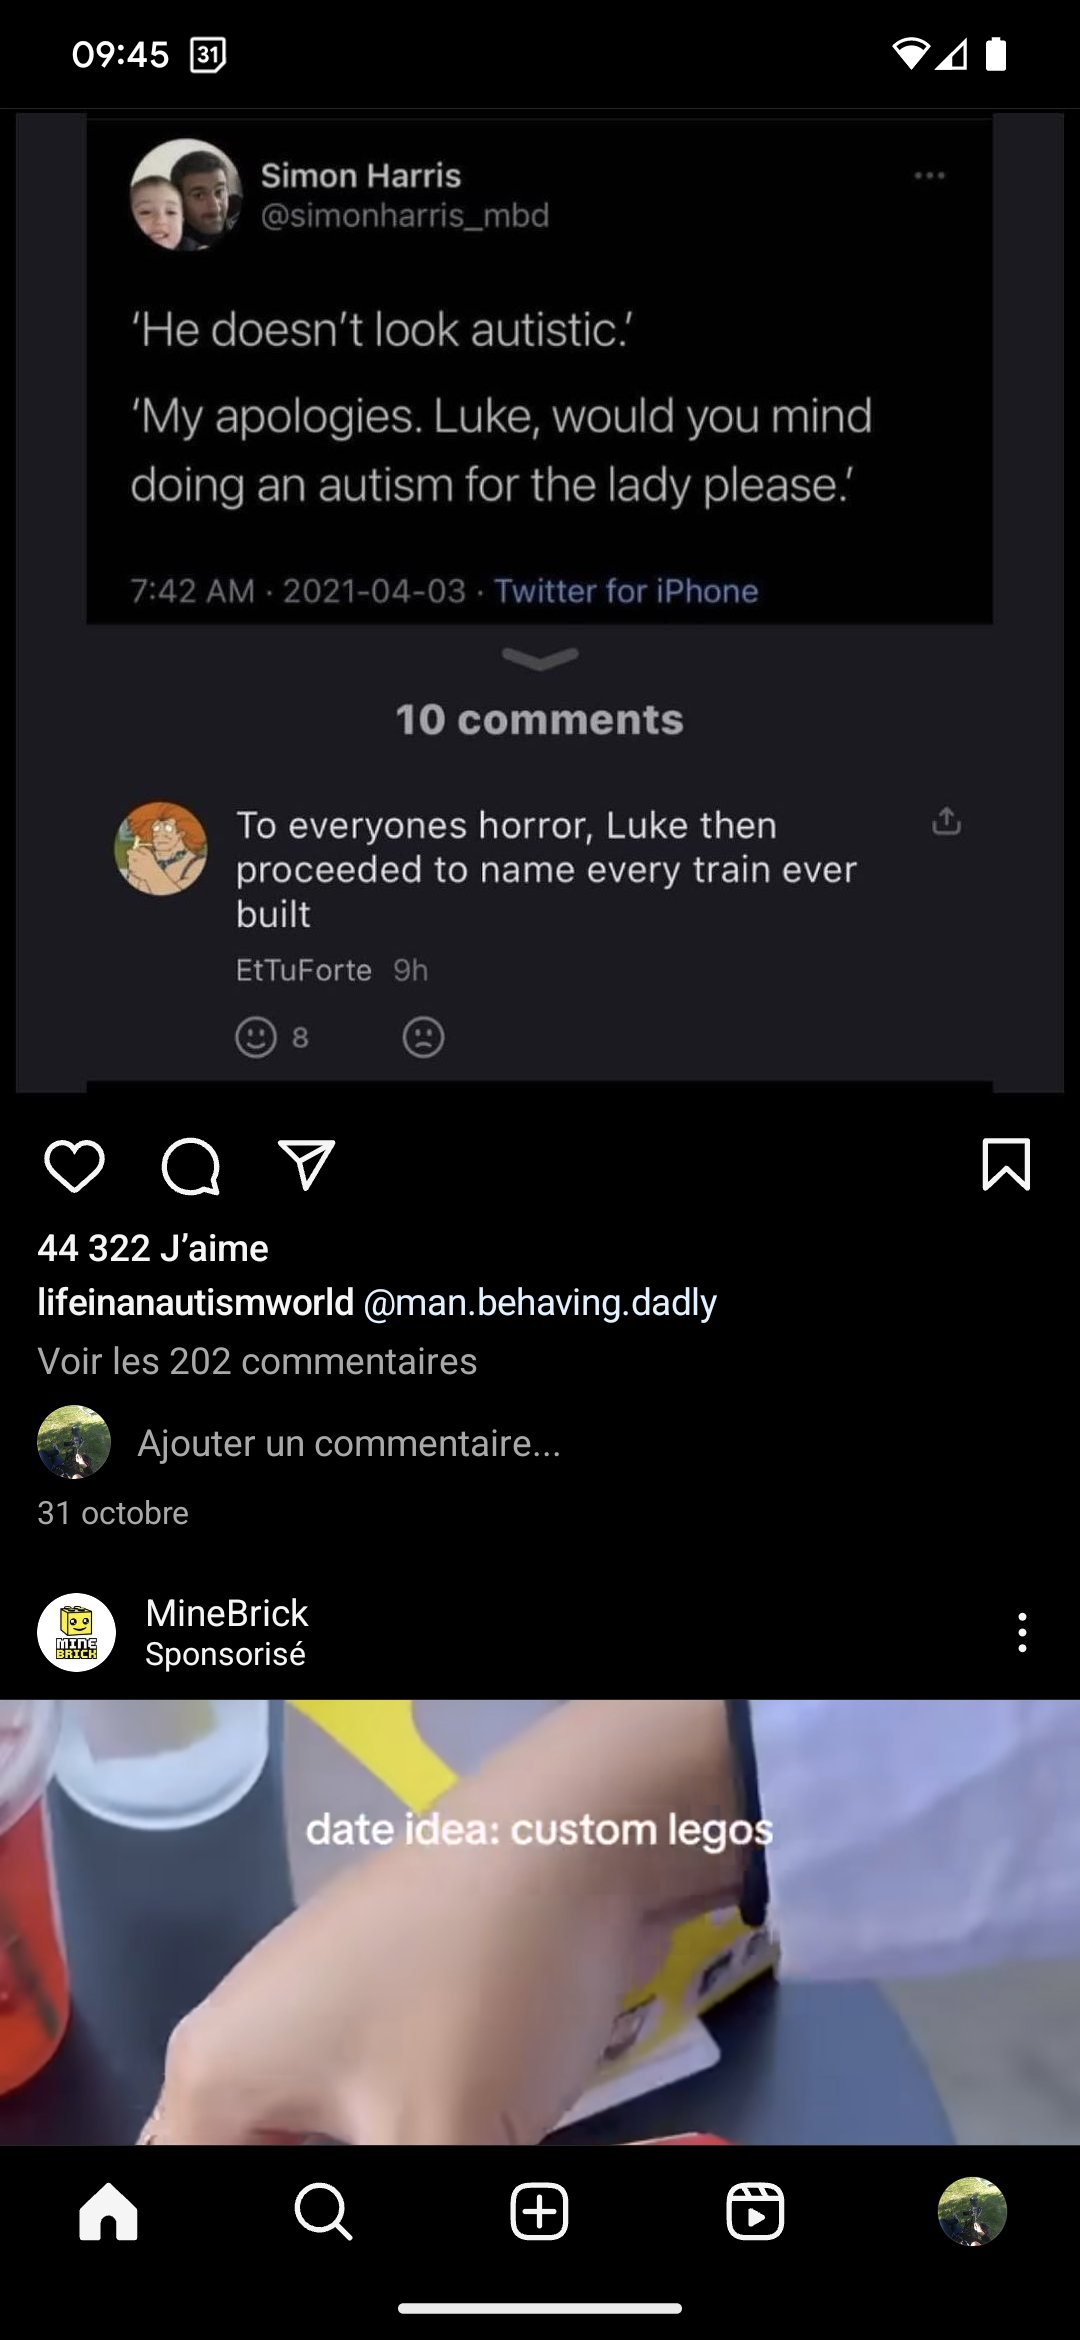 09:45
31
Simon Harris
@simonharris_mbd
‘He doesn’t look autistic.’
‘My apologies. Luke, would you mind
doing an autism for the lady please.’
7:42 AM · 2021-04-03 · Twitter for iPhone
10 comments
To everyones horror, Luke then
proceeded to name every train ever
built
EtTuForte 9h
8
44 322 J’aime
lifeinanautismworld @man.behaving.dadly
Voir les 202 commentaires
Ajouter un commentaire...
31 octobre
MINE
BRICK
MineBrick
Sponsorisé
date idea: custom legos